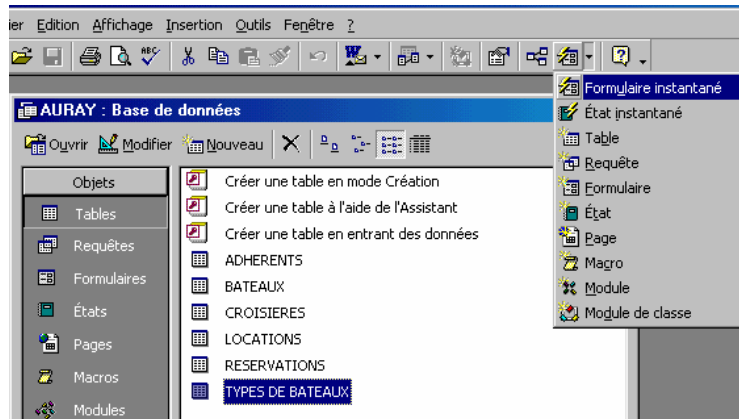 ier Edition Affichage Insertion Outils Fenêtre ?
Formulaire instantané
État instantané
Table
Requête
Formulaire
État
Page
Macro
Module
Module de classe
AURAY : Base de données
Ouvrir Modifier Nouveau
Objets
Tables
Requêtes
Formulaires
États
Pages
Macros
Modules
Créer une table en mode Création
Créer une table à l'aide de l'Assistant
Créer une table en entrant des données
ADHERENTS
BATEAUX
CROISIERES
LOCATIONS
RESERVATIONS
TYPES DE BATEAUX